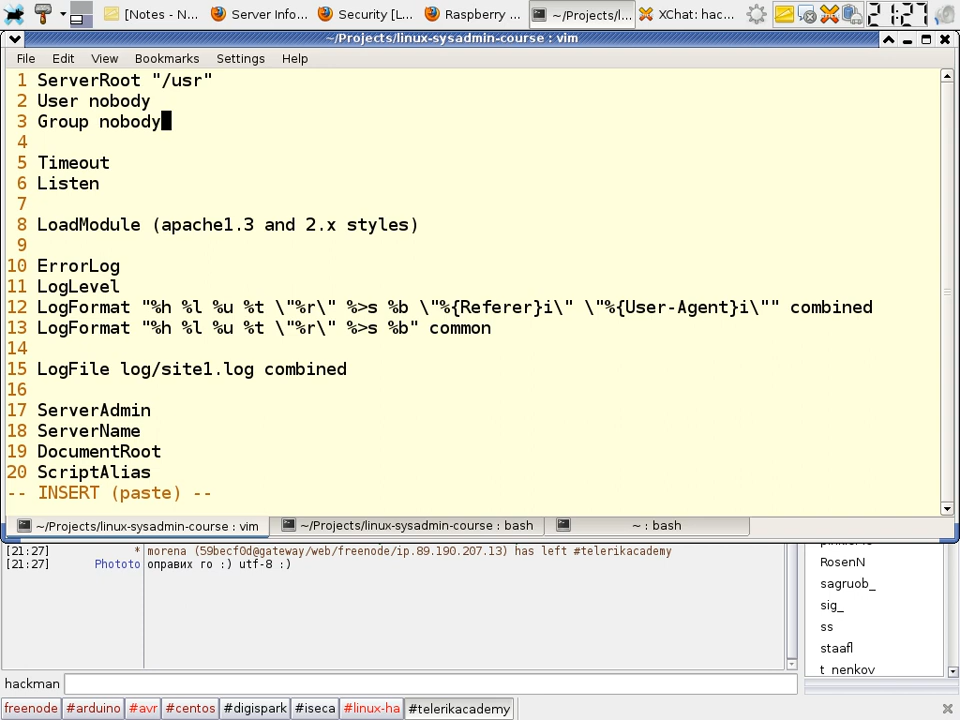 [Notes - N...
Server Info...
Security [L...
Raspberry ...
~/Projects/l...
XChat: hac...
21:27
~/Projects/linux-sysadmin-course : vim
File Edit View Bookmarks Settings Help
1 ServerRoot "/usr"
2 User nobody
3 Group nobody
4
5 Timeout
6 Listen
7
8 LoadModule (apache1.3 and 2.x styles)
9
10 ErrorLog
11 LogLevel
12 LogFormat "%h %l %u %t \"%r\" %>s %b \"%{Referer}i\" \"%{User-Agent}i\"" combined
13 LogFormat "%h %l %u %t \"%r\" %>s %b" common
14
15 LogFile log/site1.log combined
16
17 ServerAdmin
18 ServerName
19 DocumentRoot
20 ScriptAlias
-- INSERT (paste) --
~/Projects/linux-sysadmin-course : vim
~/Projects/linux-sysadmin-course : bash
~ : bash
[21:27] * morena (59becf0d@gateway/web/freenode/ip.89.190.207.13) has left #telerikacademy
[21:27] Phototo оправих го :) utf-8 :)
RosenN
sagruob_
sig_
ss
staafl
t_nenkov
hackman
freenode #arduino #avr #centos #digispark #iseca #linux-ha #telerikacademy